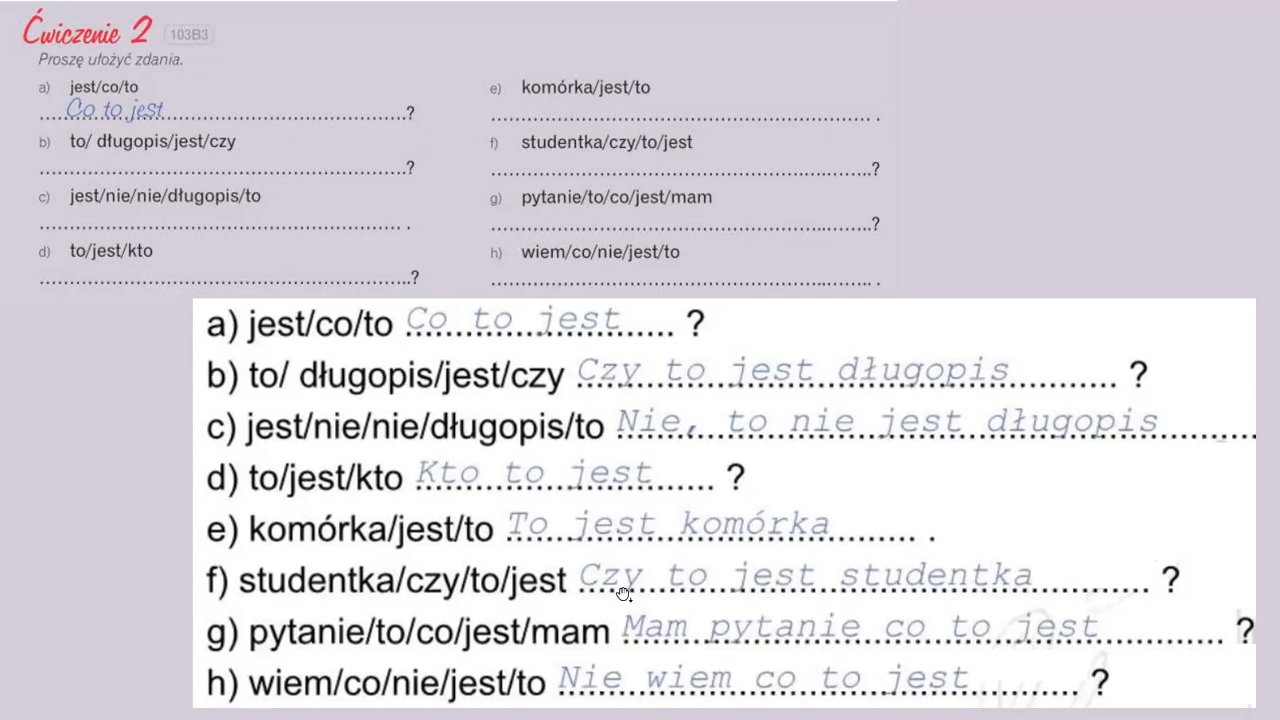 Ćwiczenie 2 103B3
Proszę ułożyć zdania.
a) jest/co/to
Co to jest ?
b) to/ długopis/jest/czy
?
c) jest/nie/nie/długopis/to
.
d) to/jest/kto
?
e) komórka/jest/to
.
f) studentka/czy/to/jest
?
g) pytanie/to/co/jest/mam
?
h) wiem/co/nie/jest/to
.
a) jest/co/to Co to jest ?
b) to/ długopis/jest/czy Czy to jest długopis ?
c) jest/nie/nie/długopis/to Nie, to nie jest długopis
d) to/jest/kto Kto to jest ?
e) komórka/jest/to To jest komórka .
f) studentka/czy/to/jest Czy to jest studentka ?
g) pytanie/to/co/jest/mam Mam pytanie co to jest ?
h) wiem/co/nie/jest/to Nie wiem co to jest ?